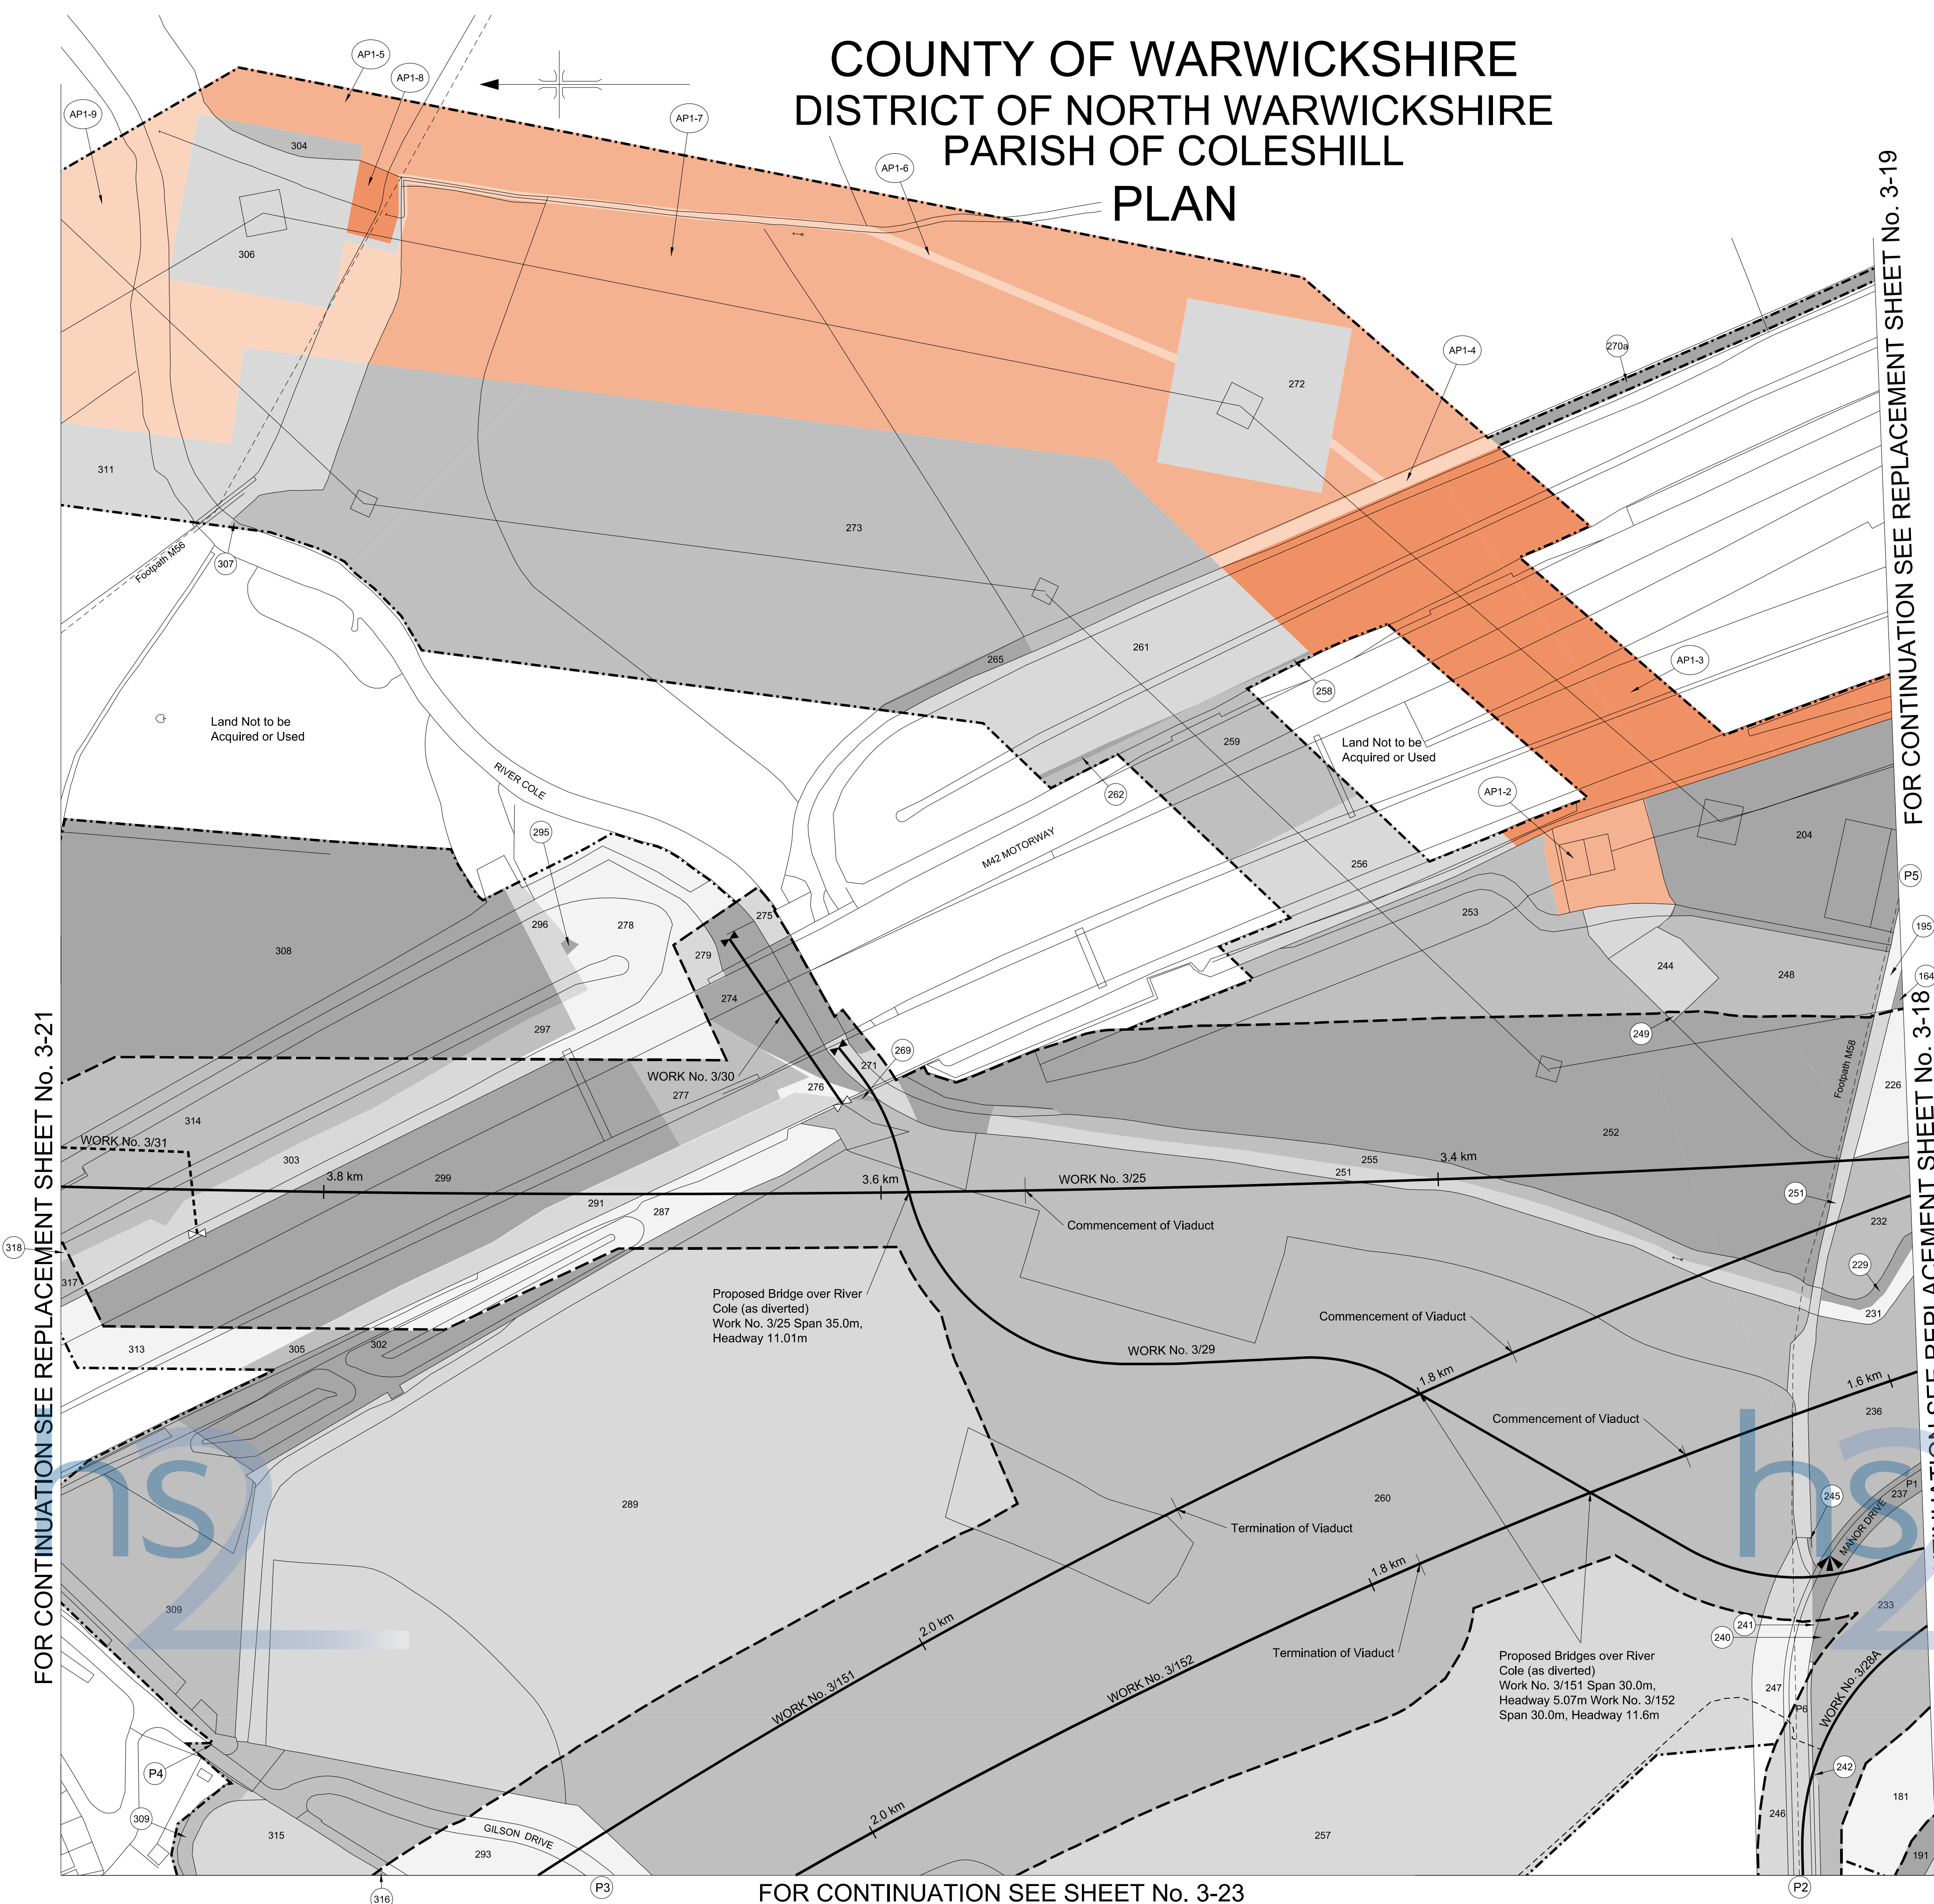 COUNTY OF WARWICKSHIRE
DISTRICT OF NORTH WARWICKSHIRE
PARISH OF COLESHILL
PLAN
AP1-5
AP1-8
AP1-9
AP1-7
AP1-6
304
306
AP1-4
270a
272
311
273
Footpath M56
307
265
261
AP1-3
258
Land Not to be
Acquired or Used
259
Land Not to be
Acquired or Used
RIVER COLE
262
AP1-2
295
M42 MOTORWAY
204
256
P5
253
275
296
278
195
308
279
244
248
164
274
249
297
269
Footpath M58
WORK No. 3/30
271
276
226
277
314
252
WORK No. 3/31
303
255
3.4 km
3.8 km
299
3.6 km
WORK No. 3/25
251
251
291
287
232
Commencement of Viaduct
318
317
229
Proposed Bridge over River
Cole (as diverted)
Work No. 3/25 Span 35.0m,
Headway 11.01m
231
Commencement of Viaduct
313
305
302
WORK No. 3/29
1.8 km
1.6 km
Commencement of Viaduct
236
hs2
hs2
289
260
245
P1
237
MANOR DRIVE
Termination of Viaduct
1.8 km
309
233
2.0 km
241
240
Termination of Viaduct
WORK No. 3/151
WORK No. 3/152
Proposed Bridges over River
Cole (as diverted)
Work No. 3/151 Span 30.0m,
Headway 5.07m Work No. 3/152
Span 30.0m, Headway 11.6m
247
P6
WORK No. 3/28A
P4
242
309
2.0 km
181
315
GILSON DRIVE
257
246
293
191
316
P3
P2
FOR CONTINUATION SEE SHEET No. 3-23
FOR CONTINUATION SEE REPLACEMENT SHEET No. 3-21
FOR CONTINUATION SEE REPLACEMENT SHEET No. 3-19
CONTINUATION SEE REPLACEMENT SHEET No. 3-18